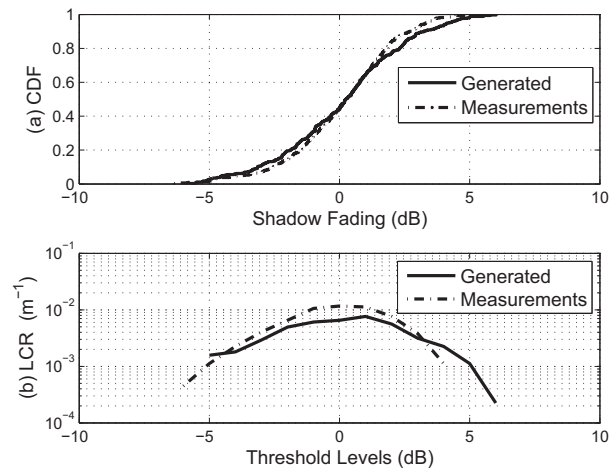 1
0.8
0.6
0.4
0.2
0
(a) CDF
Generated
Measurements
−10 −5 0 5 10
Shadow Fading (dB)
10⁻¹
10⁻²
10⁻³
10⁻⁴
(b) LCR (m⁻¹)
Generated
Measurements
−10 −5 0 5 10
Threshold Levels (dB)